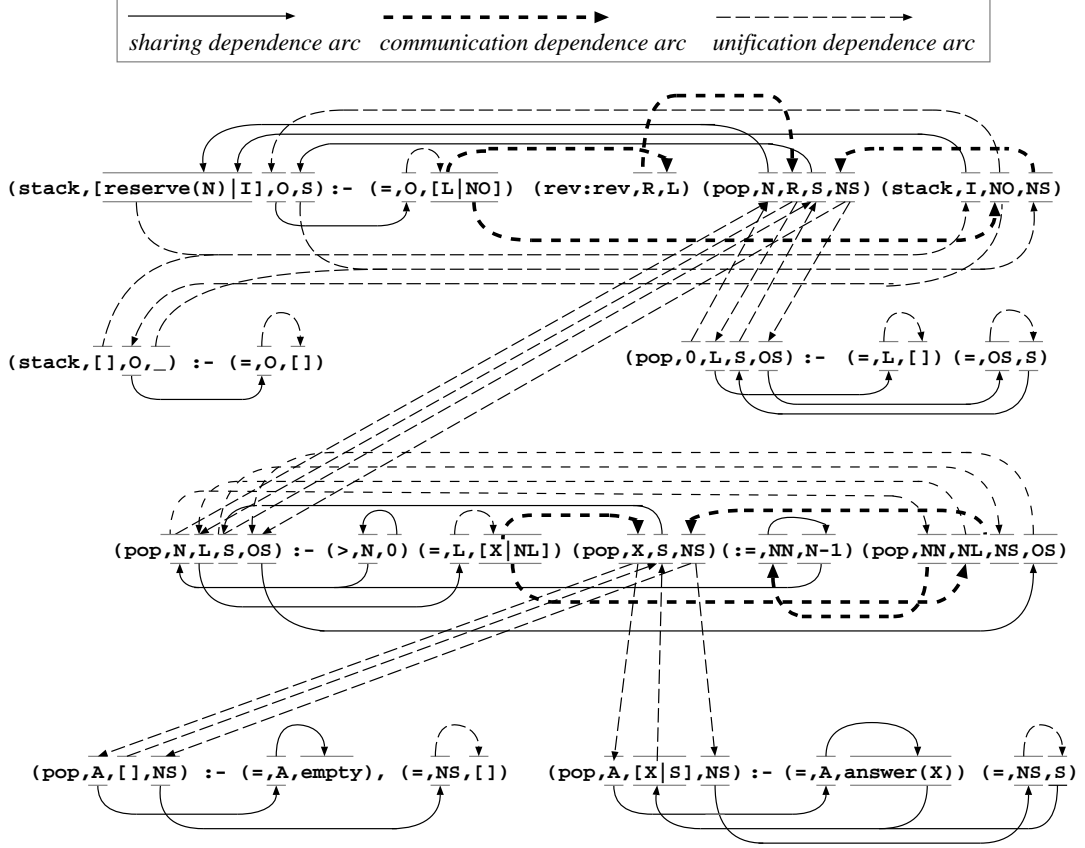 sharing dependence arc communication dependence arc unification dependence arc
(stack,[reserve(N)|I],O,S):- (=,O,[L|NO]) (rev:rev,R,L) (pop,N,R,S,NS) (stack,I,NO,NS)
(stack,[],O,_) :- (=,O,[]) (pop,0,L,S,OS) :- (=,L,[]) (=,OS,S)
(pop,N,L,S,OS) :- (>,N,0) (=,L,[X|NL]) (pop,X,S,NS)(:=,NN,N-1) (pop,NN,NL,NS,OS)
(pop,A,[],NS) :- (=,A,empty), (=,NS,[]) (pop,A,[X|S],NS):- (=,A,answer(X)) (=,NS,S)